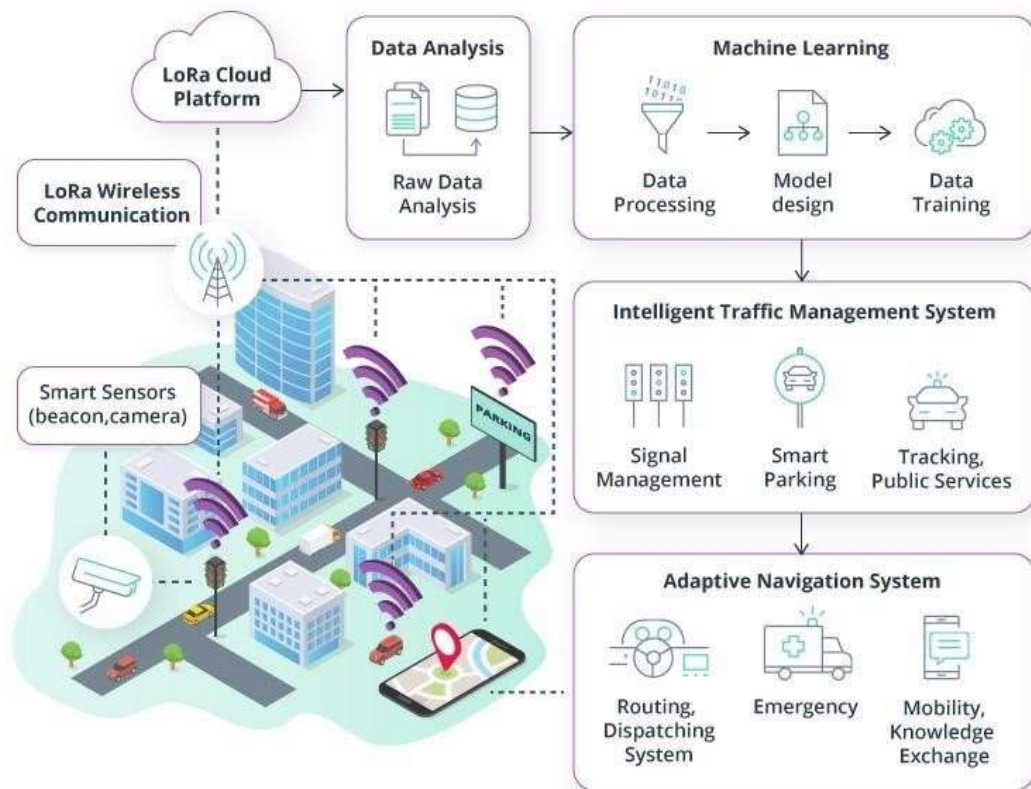 LoRa Cloud
Platform
Data Analysis
Raw Data
Analysis
Machine Learning
11010
10110
Data
Processing
Model
design
Data
Training
LoRa Wireless
Communication
Smart Sensors
(beacon,camera)
PARKING
Intelligent Traffic Management System
Signal
Management
Smart
Parking
Tracking,
Public Services
Adaptive Navigation System
Routing,
Dispatching
System
Emergency
Mobility,
Knowledge
Exchange